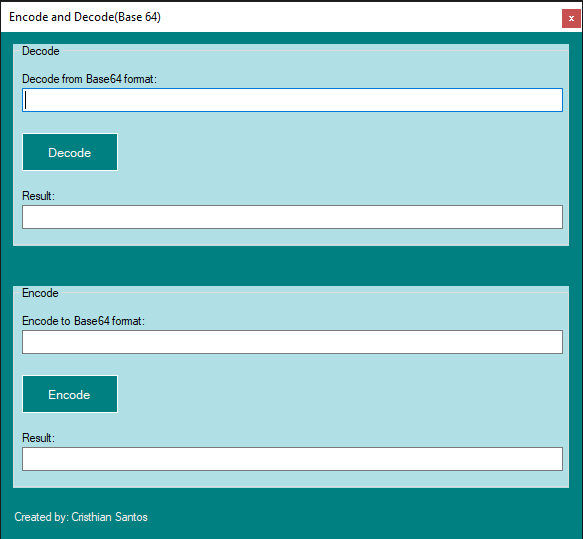 Encode and Decode(Base 64)
x
Decode
Decode from Base64 format:
Decode
Result:
Encode
Encode to Base64 format:
Encode
Result:
Created by: Cristhian Santos